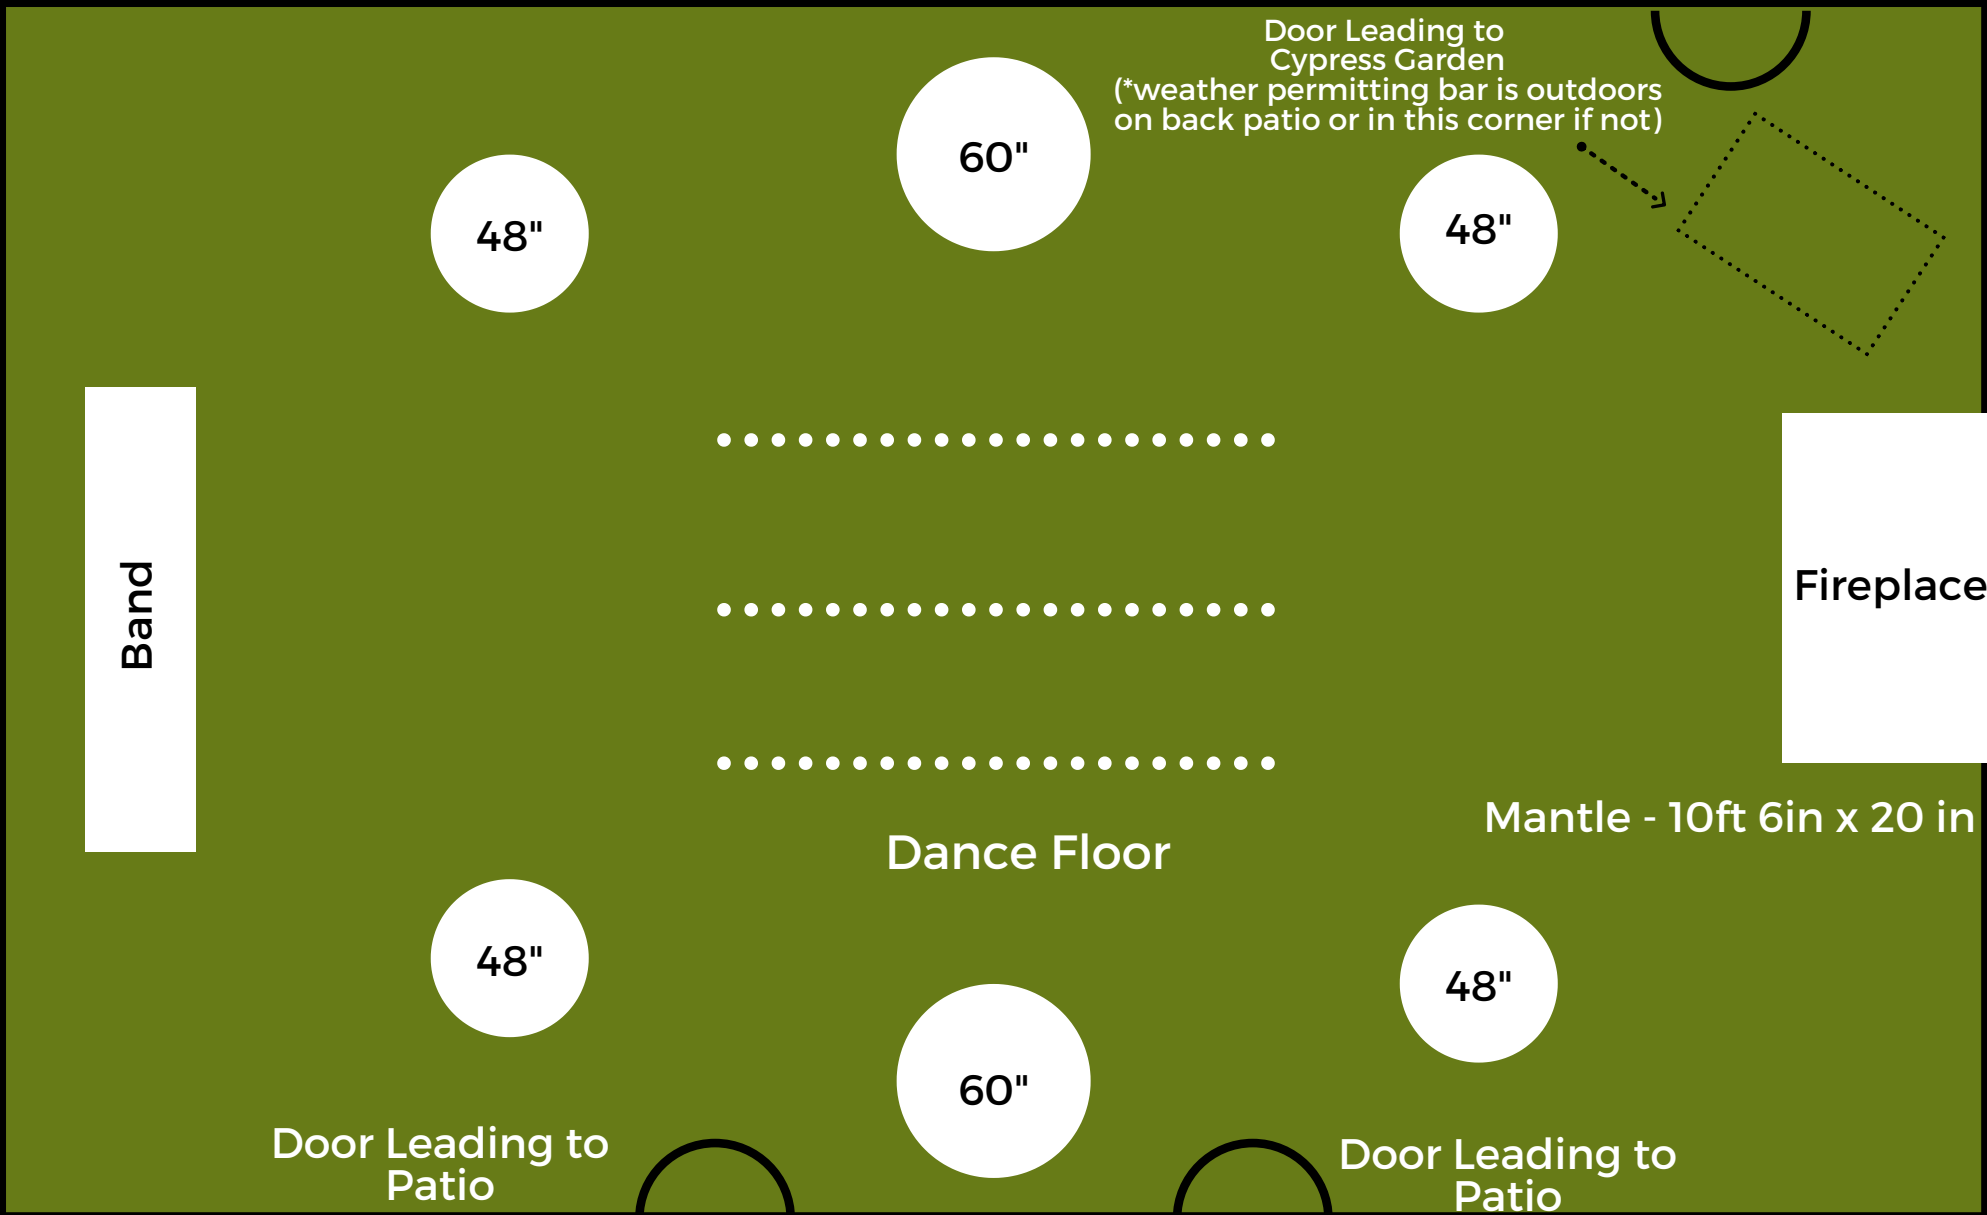 Door Leading to
Cypress Garden
(*weather permitting bar is outdoors
on back patio or in this corner if not)
60"
48"
48"
Band
Fireplace
Mantle - 10ft 6in x 20 in
Dance Floor
48"
48"
60"
Door Leading to
Patio
Door Leading to
Patio